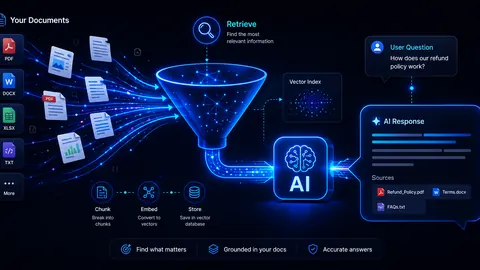 Your Documents
PDF
DOCX
XLSX
TXT
More
PDF
Retrieve
Find the most
relevant information
Vector Index
User Question
How does our refund
policy work?
AI
AI Response
Sources
Refund_Policy.pdf
Terms.docx
FAQs.txt
Chunk
Break into
chunks
Embed
Convert to
vectors
Store
Save in vector
database
Find what matters
Grounded in your docs
Accurate answers